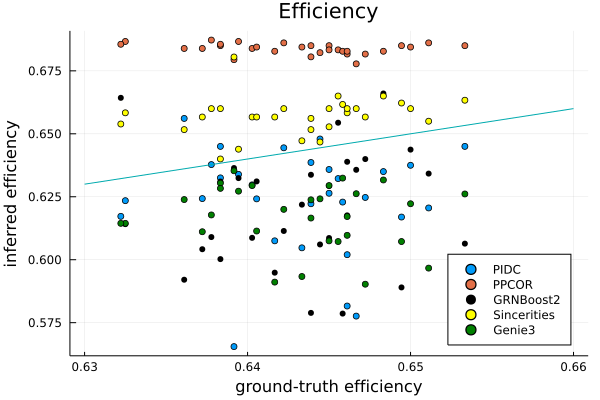 Efficiency
inferred efficiency
0.675
0.650
0.625
0.600
0.575
0.63
0.64
0.65
0.66
ground-truth efficiency
PIDC
PPCOR
GRNBoost2
Sincerities
Genie3